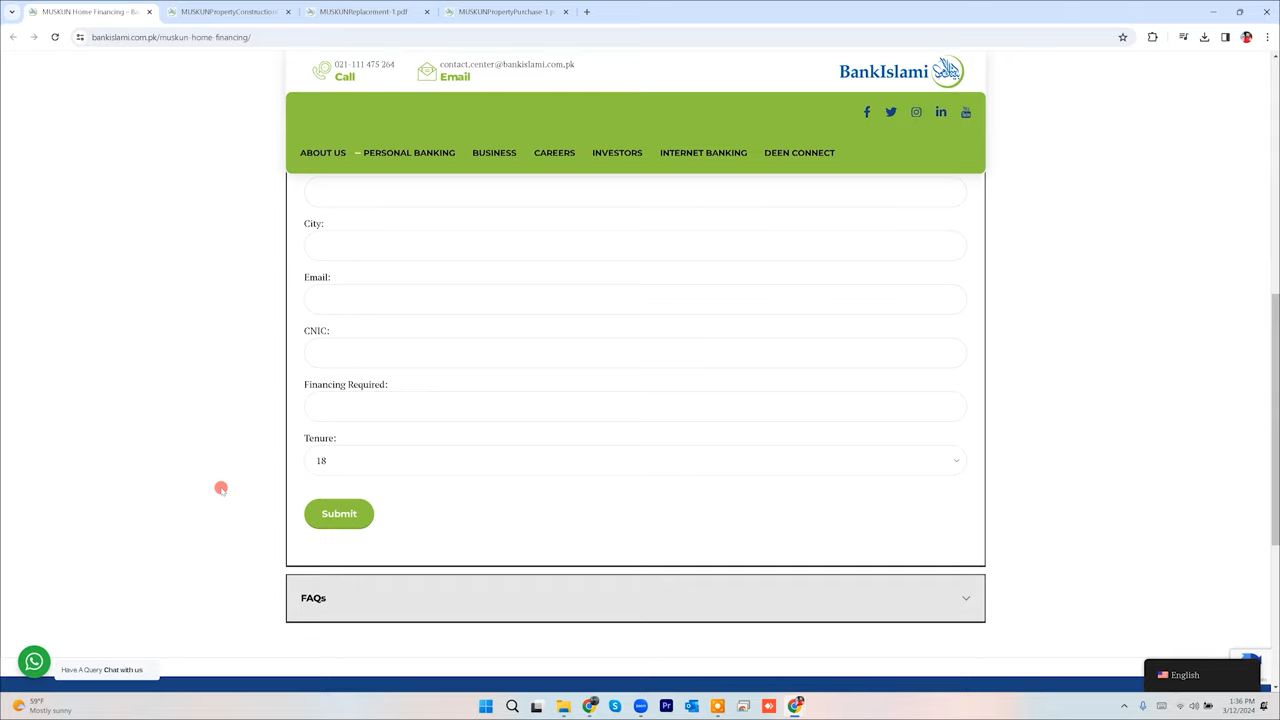 MUSKUN Home Financing – Ba
MUSKUNPropertyConstruction
MUSKUNReplacement-1.pdf
MUSKUNPropertyPurchase-1.p
bankislami.com.pk/muskun-home-financing/
021-111 475 264
Call
contact.center@bankislami.com.pk
Email
BankIslami
ABOUT US
PERSONAL BANKING
BUSINESS
CAREERS
INVESTORS
INTERNET BANKING
DEEN CONNECT
City:
Email:
CNIC:
Financing Required:
Tenure:
18
Submit
FAQs
Have A Query Chat with us
English
59°F
Mostly sunny
1:36 PM
3/12/2024